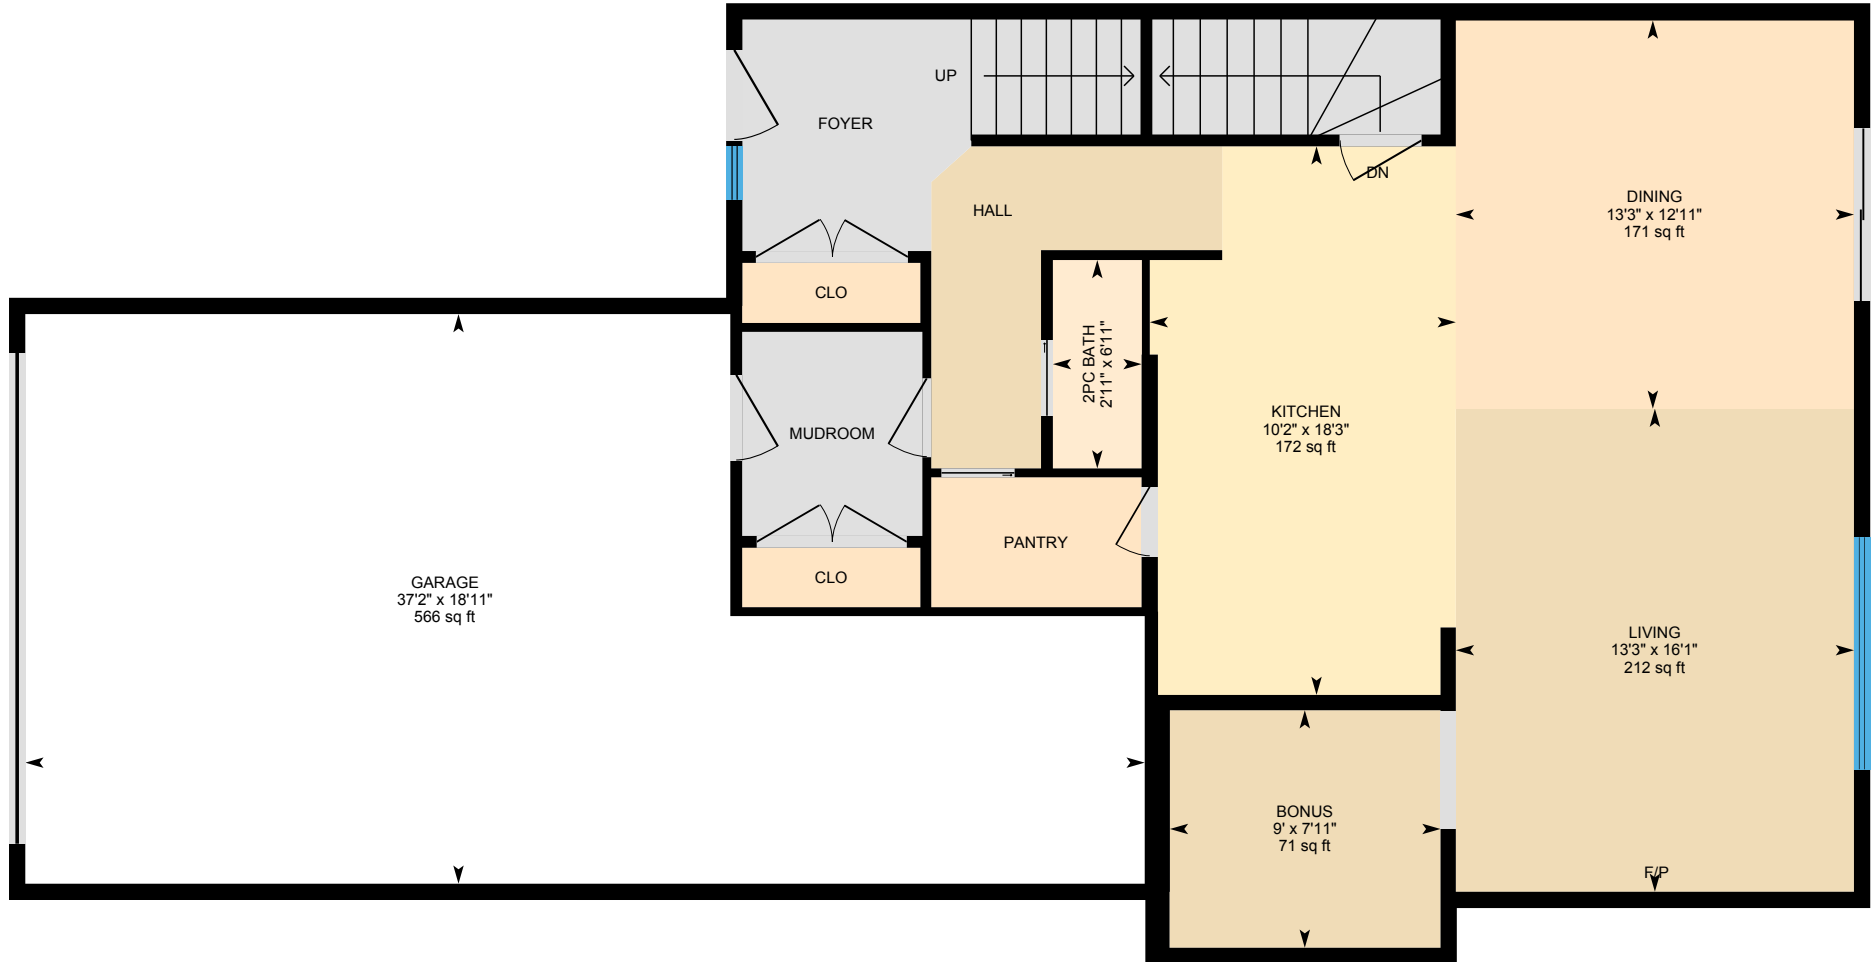 UP
FOYER
DN
HALL
DINING
13'3" x 12'11"
171 sq ft
CLO
2PC BATH
2'11" x 6'11"
KITCHEN
10'2" x 18'3"
172 sq ft
MUDROOM
PANTRY
CLO
GARAGE
37'2" x 18'11"
566 sq ft
LIVING
13'3" x 16'1"
212 sq ft
BONUS
9' x 7'11"
71 sq ft
F/P